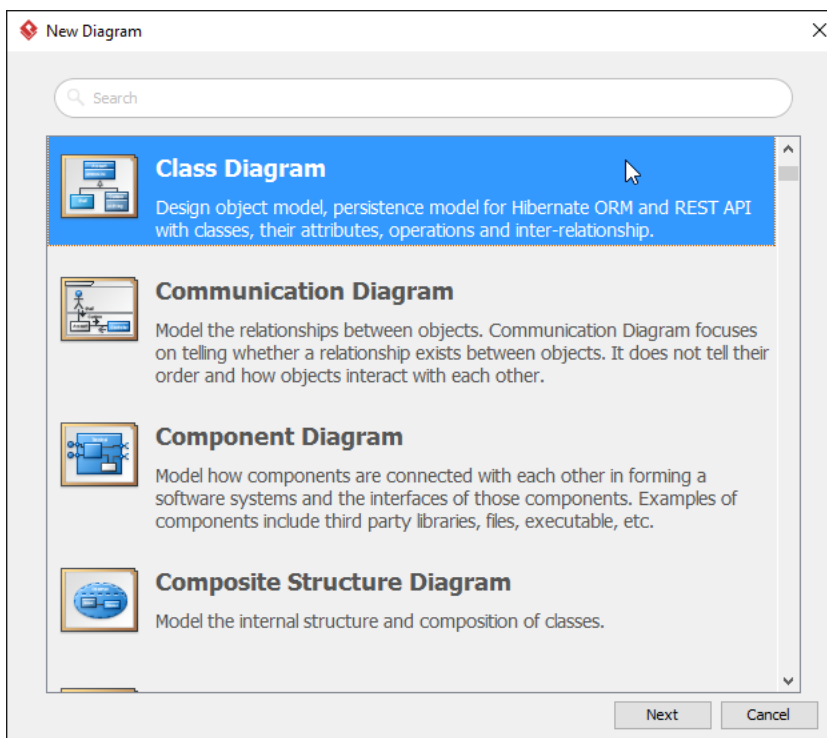 New Diagram
Search
Class Diagram
Design object model, persistence model for Hibernate ORM and REST API
with classes, their attributes, operations and inter-relationship.
Communication Diagram
Model the relationships between objects. Communication Diagram focuses
on telling whether a relationship exists between objects. It does not tell their
order and how objects interact with each other.
Component Diagram
Model how components are connected with each other in forming a
software systems and the interfaces of those components. Examples of
components include third party libraries, files, executable, etc.
Composite Structure Diagram
Model the internal structure and composition of classes.
Next
Cancel